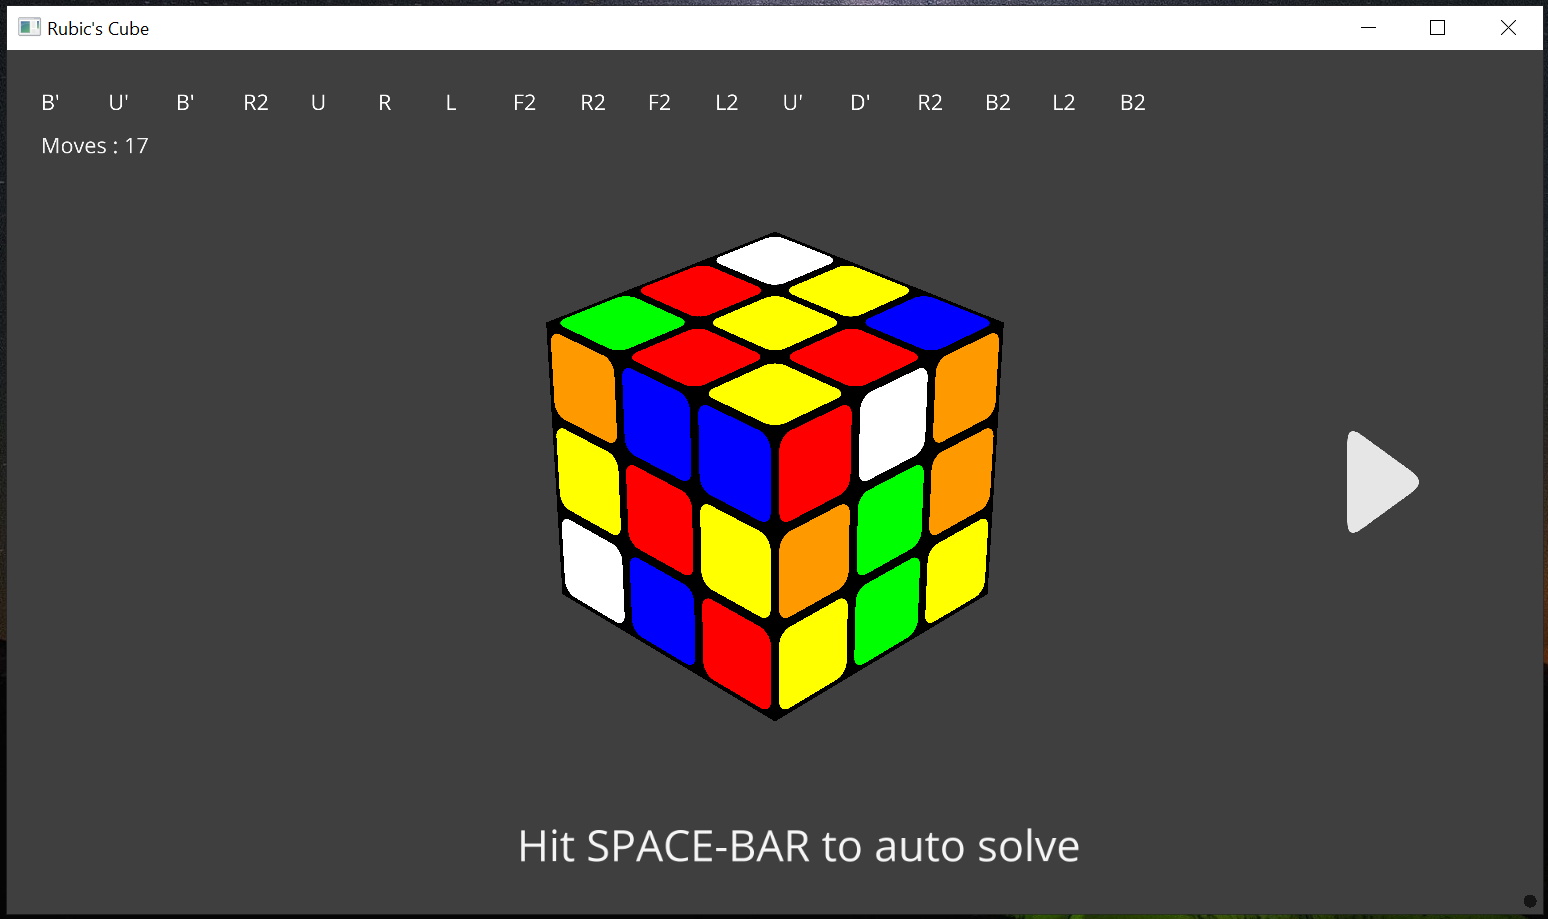 Rubic's Cube
B' U' B' R2 U R L F2 R2 F2 L2 U' D' R2 B2 L2 B2
Moves : 17
Hit SPACE-BAR to auto solve